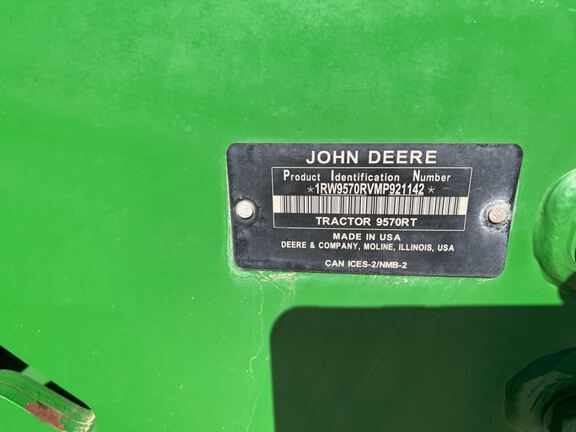 JOHN DEERE
Product Identification Number
*1RW9570RVMP921142*
TRACTOR 9570RT
MADE IN USA
DEERE & COMPANY, MOLINE, ILLINOIS, USA
CAN ICES-2/NMB-2